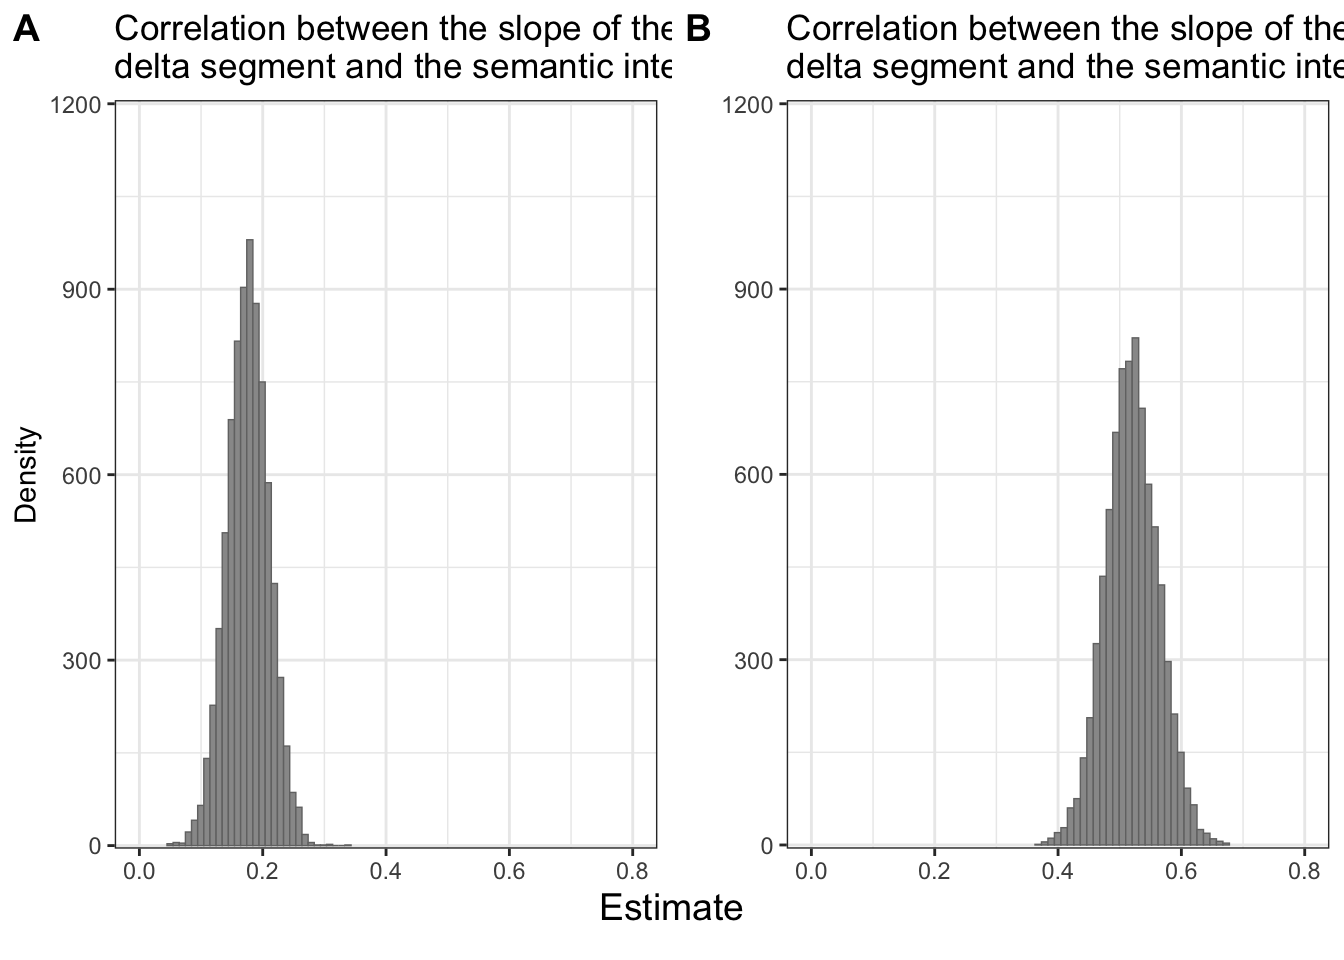 A
Correlation between the slope of the
delta segment and the semantic inte
B
Correlation between the slope of the
delta segment and the semantic inte
1200
900
600
300
0
Density
0.0 0.2 0.4 0.6 0.8
1200
900
600
300
0
0.0 0.2 0.4 0.6 0.8
Estimate